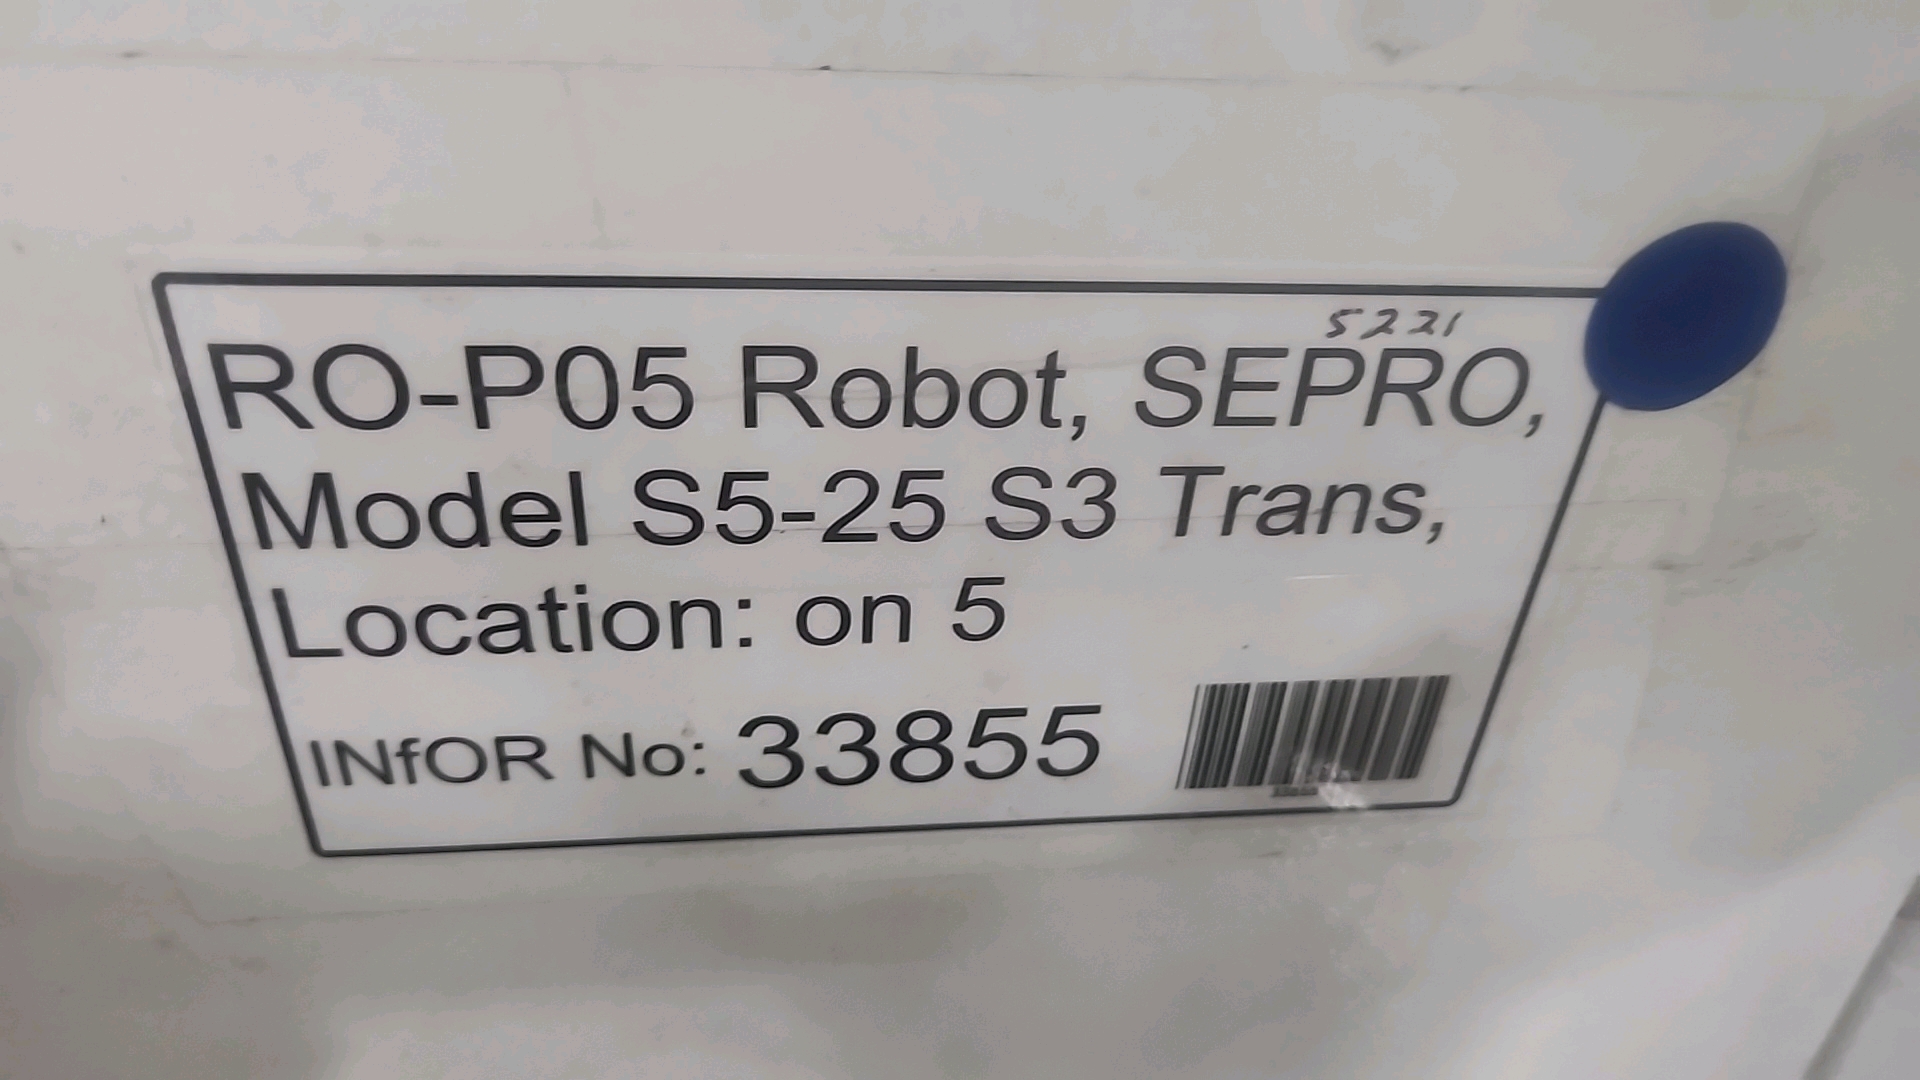 5221
RO-P05 Robot, SEPRO,
Model S5-25 S3 Trans,
Location: on 5
INfOR No: 33855